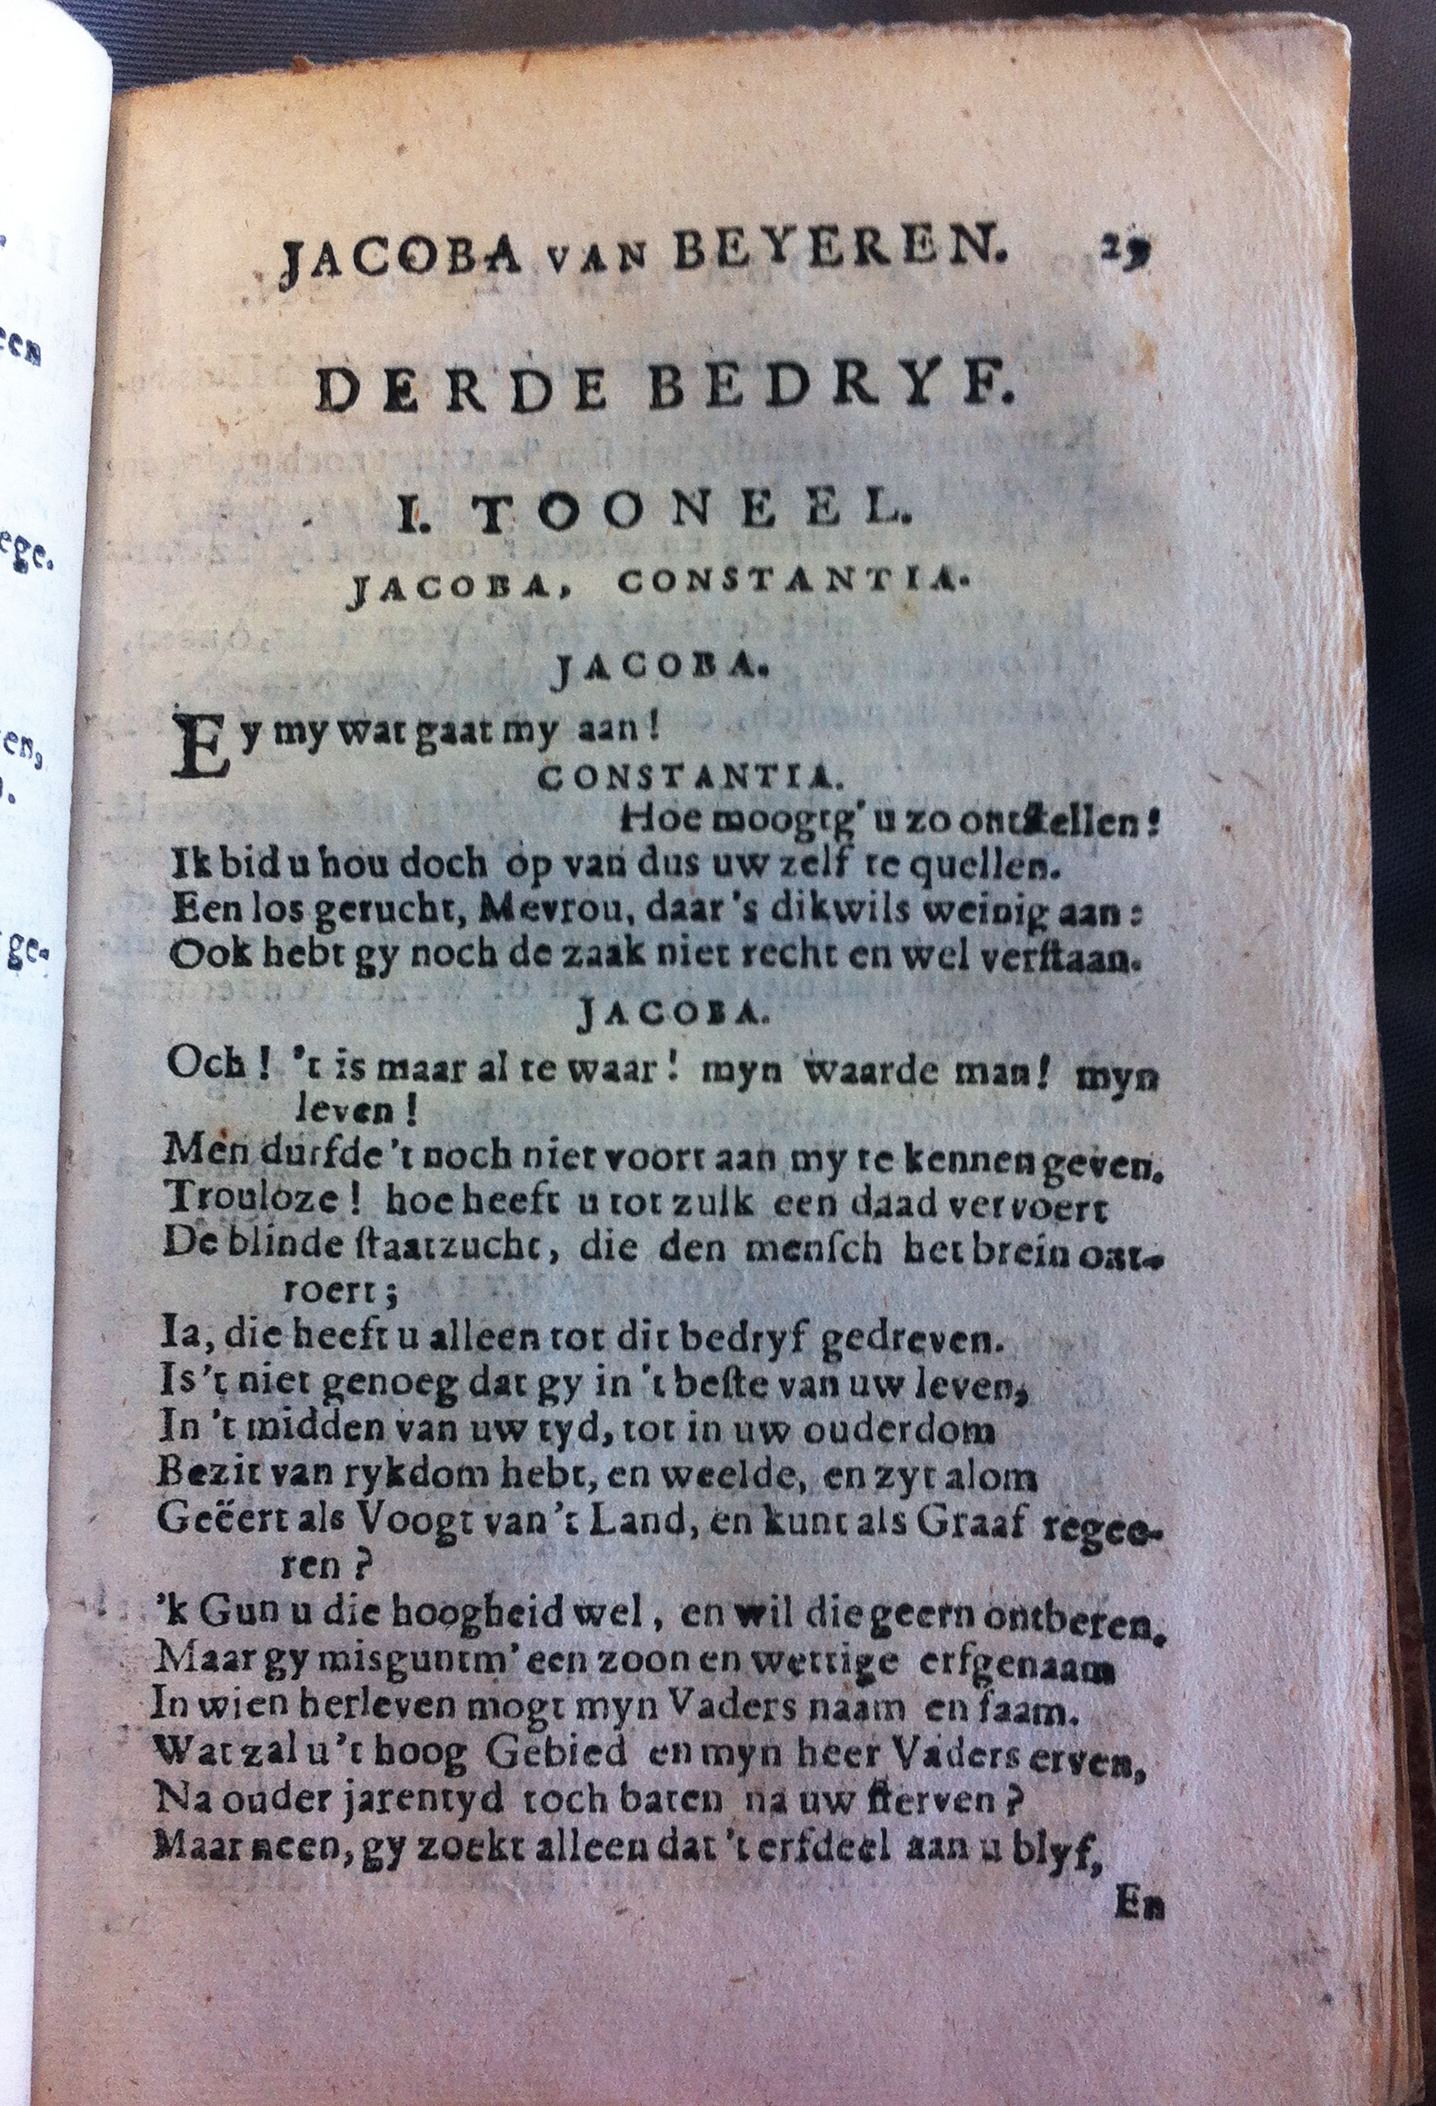 JACOBA VAN BEYEREN. 29
DERDE BEDRYF.
I. TOONEEL.
JACOBA, CONSTANTIA.
JACOBA.
Ey my wat gaat my aan!
CONSTANTIA.
Hoe moogtg' u zo ontstellen!
Ik bid u hou doch op van dus uw zelf te quellen.
Een los gerucht, Mevrou, daar 's dikwils weinig aan:
Ook hebt gy noch de zaak niet recht en wel verſtaan.
JACOBA.
Och! 't is maar al te waar! myn waarde man! myn
leven!
Men durfde 't noch niet voort aan my te kennen geven.
Trouloze! hoe heeft u tot zulk een daad vervoert
De blinde ſtaatzucht, die den menſch het brein ont-
roert;
Ia, die heeft u alleen tot dit bedryf gedreven.
Is 't niet genoeg dat gy in 't beſte van uw leven,
In 't midden van uw tyd, tot in uw ouderdom
Bezit van rykdom hebt, en weelde, en zyt alom
Geëert als Voogt van 't Land, en kunt als Graaf regee-
ren?
'k Gun u die hoogheid wel, en wil die geern ontberen.
Maar gy misguntm' een zoon en wettige erfgenaam
In wien herleven mogt myn Vaders naam en faam.
Wat zal u 't hoog Gebied en myn heer Vaders erven,
Na ouder jarentyd toch baten na uw ſterven?
Maar neen, gy zoekt alleen dat 't erfdeel aan u blyf,
En
een
ege.
en,
ge-